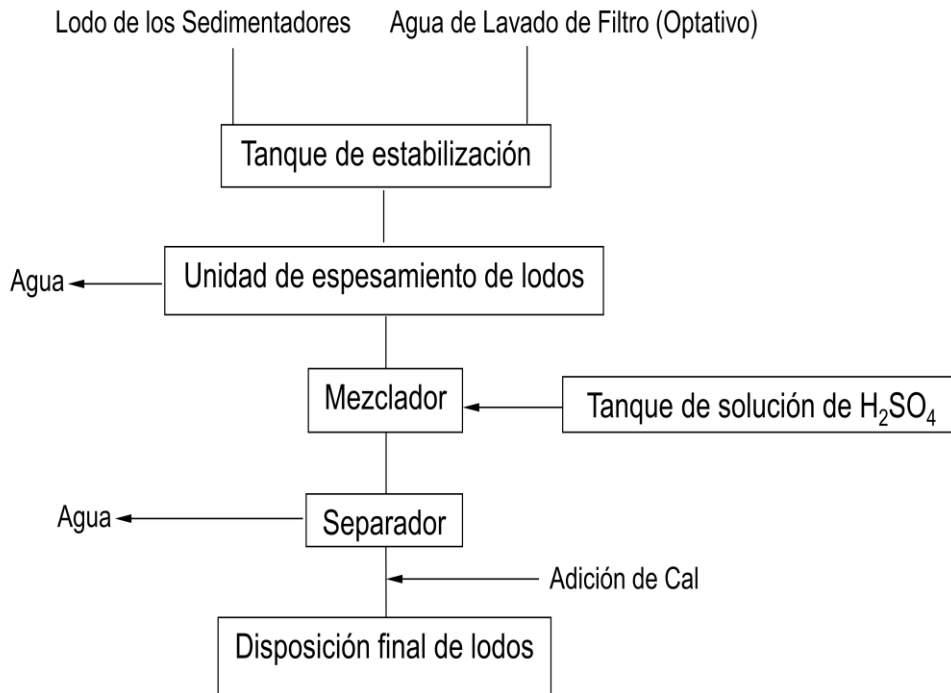 Lodo de los Sedimentadores
Agua de Lavado de Filtro (Optativo)
Tanque de estabilización
Unidad de espesamiento de lodos
Agua
Mezclador
Tanque de solución de H₂SO₄
Separador
Agua
Adición de Cal
Disposición final de lodos